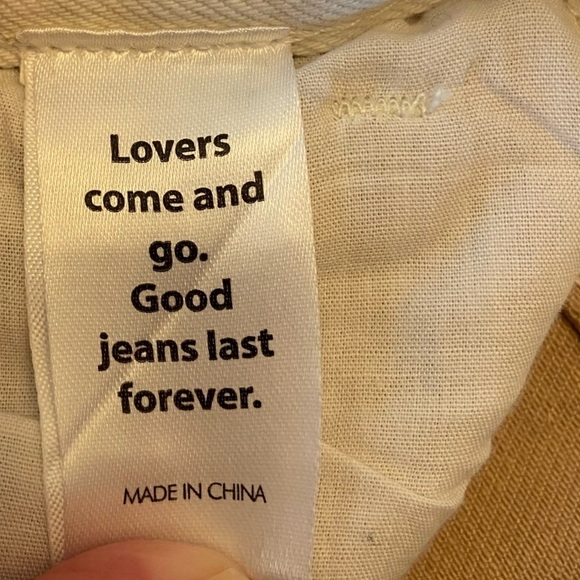 Lovers
come and
go.
Good
jeans last
forever.
MADE IN CHINA